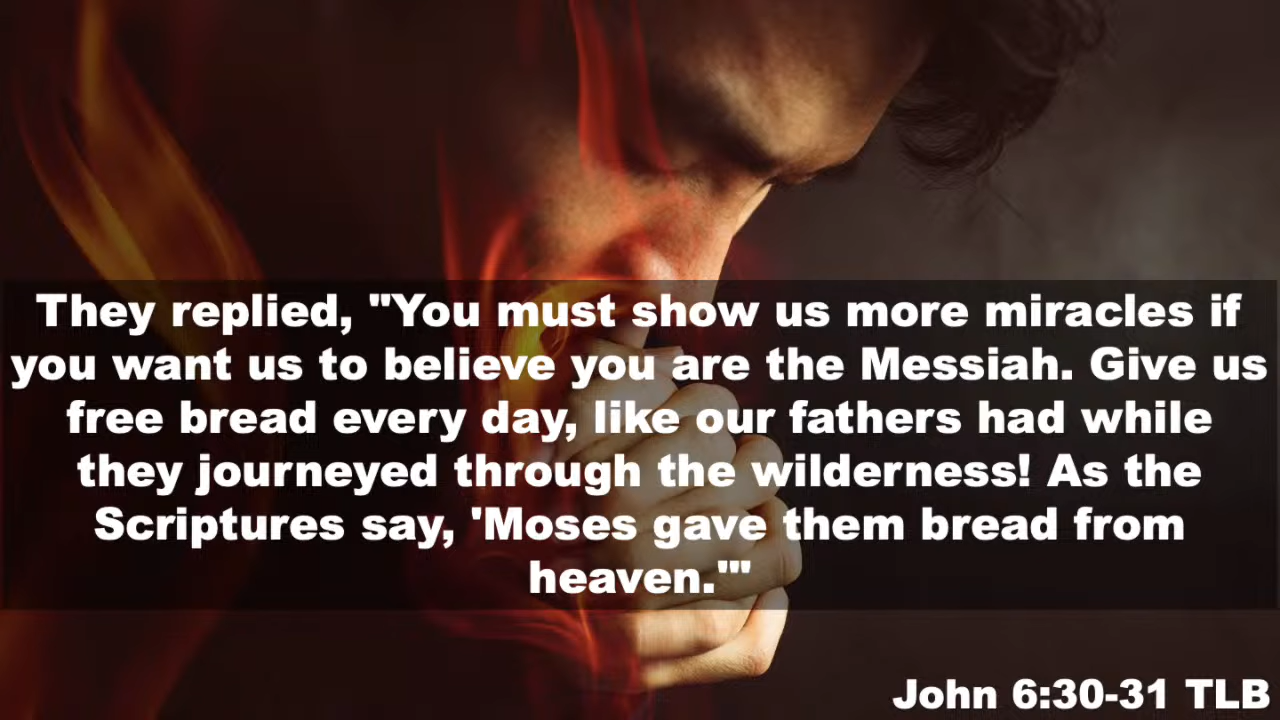 They replied, "You must show us more miracles if
you want us to believe you are the Messiah. Give us
free bread every day, like our fathers had while
they journeyed through the wilderness! As the
Scriptures say, 'Moses gave them bread from
heaven.'"
John 6:30-31 TLB